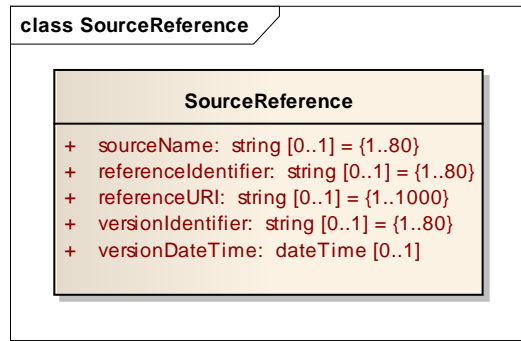 class SourceReference
SourceReference
+ sourceName: string [0..1] = {1..80}
+ referenceIdentifier: string [0..1] = {1..80}
+ referenceURI: string [0..1] = {1..1000}
+ versionIdentifier: string [0..1] = {1..80}
+ versionDateTime: dateTime [0..1]